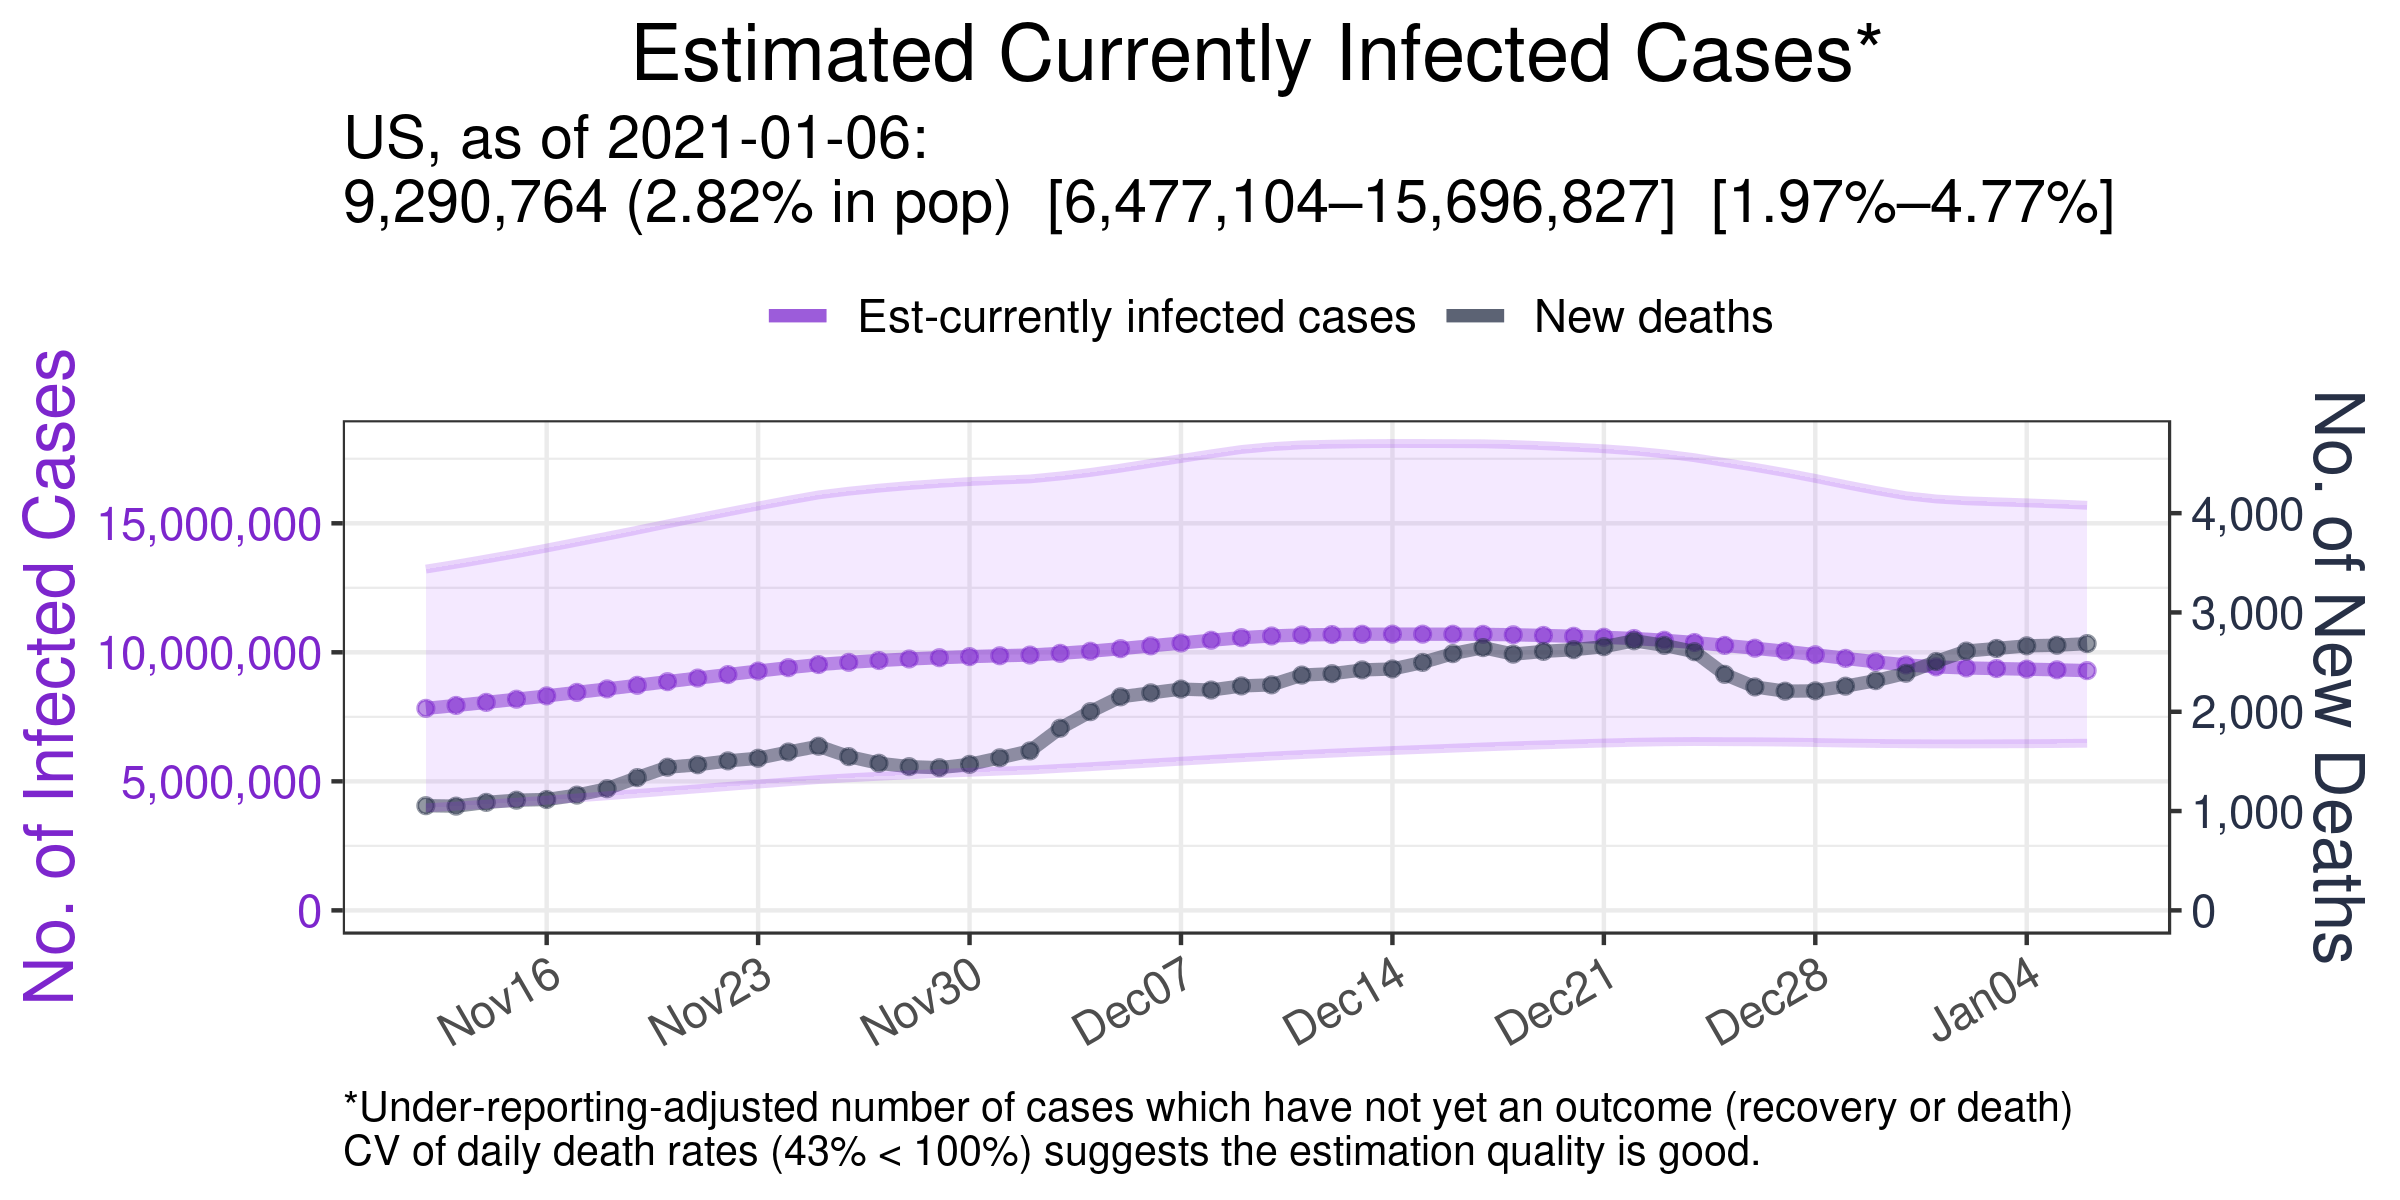 Estimated Currently Infected Cases*
US, as of 2021-01-06:
9,290,764 (2.82% in pop) [6,477,104–15,696,827] [1.97%–4.77%]
Est-currently infected cases
New deaths
No. of Infected Cases
15,000,000
10,000,000
5,000,000
0
No. of New Deaths
4,000
3,000
2,000
1,000
0
Nov16
Nov23
Nov30
Dec07
Dec14
Dec21
Dec28
Jan04
*Under-reporting-adjusted number of cases which have not yet an outcome (recovery or death)
CV of daily death rates (43% < 100%) suggests the estimation quality is good.